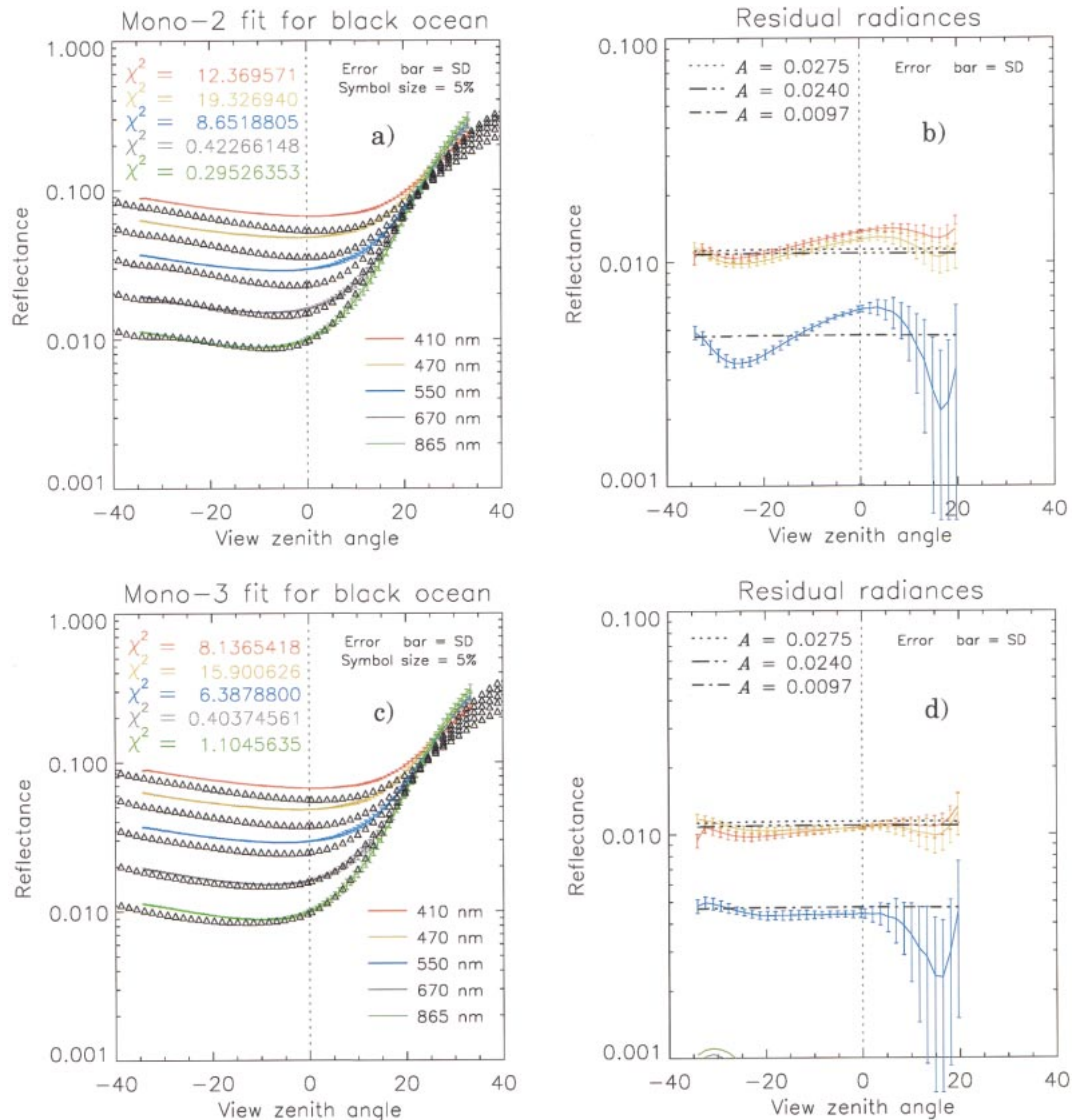 Mono-2 fit for black ocean
1.000
0.100
0.010
0.001
Reflectance
χ² = 12.369571
χ² = 19.326940
χ² = 8.6518805
χ² = 0.42266148
χ² = 0.29526353
Error bar = SD
Symbol size = 5%
a)
410 nm
470 nm
550 nm
670 nm
865 nm
−40 −20 0 20 40
View zenith angle
Residual radiances
0.100
0.010
0.001
Reflectance
A = 0.0275
A = 0.0240
A = 0.0097
Error bar = SD
b)
−40 −20 0 20 40
View zenith angle
Mono-3 fit for black ocean
1.000
0.100
0.010
0.001
Reflectance
χ² = 8.1365418
χ² = 15.900626
χ² = 6.3878800
χ² = 0.40374561
χ² = 1.1045635
Error bar = SD
Symbol size = 5%
c)
410 nm
470 nm
550 nm
670 nm
865 nm
−40 −20 0 20 40
View zenith angle
Residual radiances
0.100
0.010
0.001
Reflectance
A = 0.0275
A = 0.0240
A = 0.0097
Error bar = SD
d)
−40 −20 0 20 40
View zenith angle